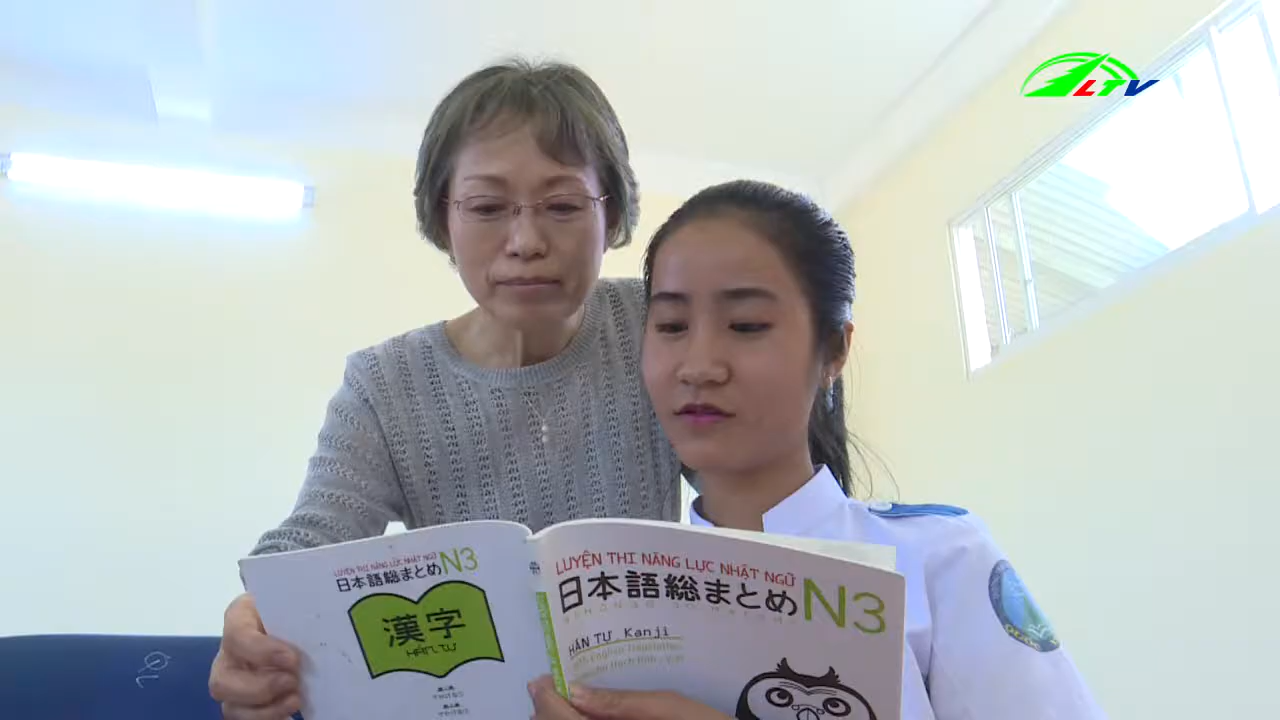 LTV
LUYỆN THI NĂNG LỰC NHẬT NGỮ
日本語総まとめ N3
漢字
HÁN TỰ
LUYỆN THI NĂNG LỰC NHẬT NGỮ
日本語総まとめ N3
HÁN TỰ Kanji
QL